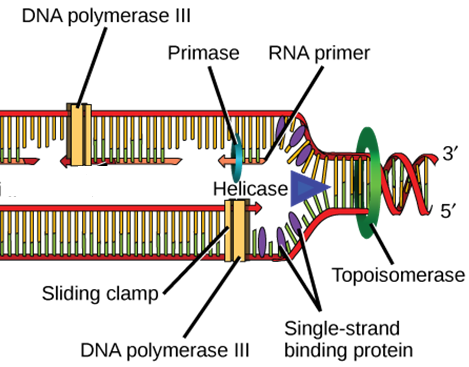 DNA polymerase III
Primase
RNA primer
3′
Helicase
5′
Topoisomerase
Sliding clamp
Single-strand
binding protein
DNA polymerase III